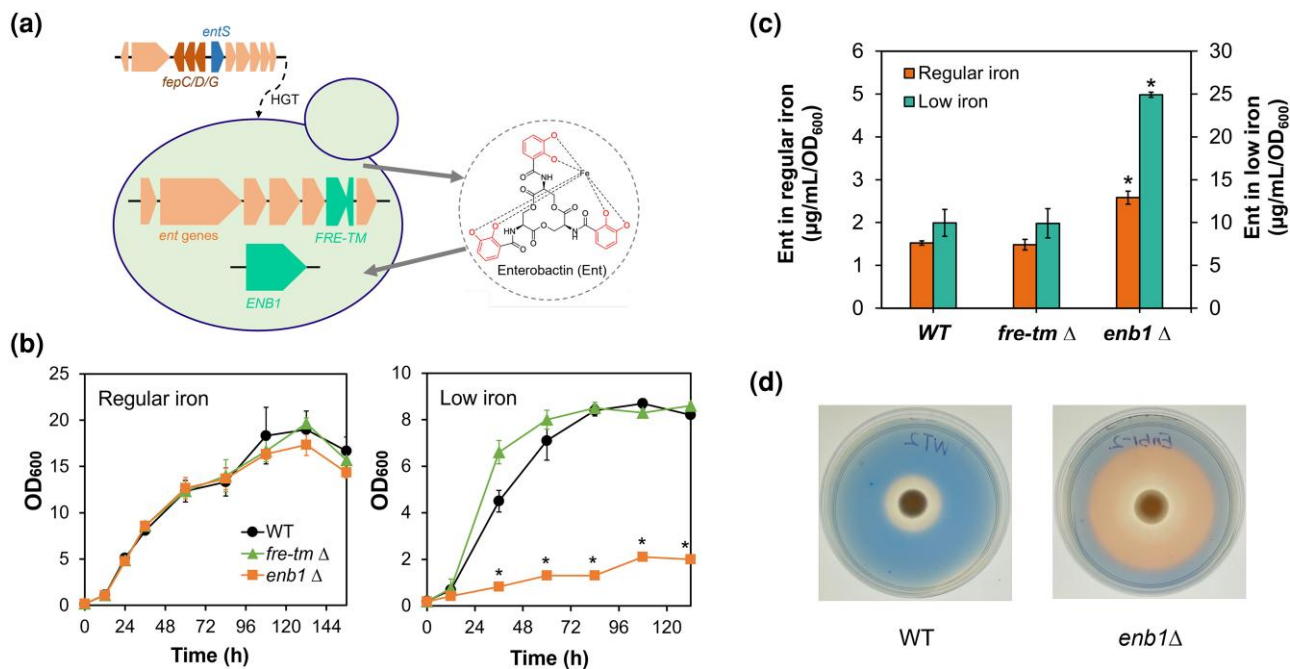 (a)
entS
fepC/D/G
HGT
ent genes
FRE-TM
ENB1
O
O
O
NH
Fe
O
O
O
O
O
O
O
N
H
O
O
H
N
O
O
O
O
Enterobactin (Ent)
(b)
Regular iron
OD600
25
20
15
10
5
0
WT
fre-tm Δ
enb1 Δ
0 24 48 72 96 120 144
Time (h)
Low iron
OD600
10
8
6
4
2
0
* * * * *
0 24 48 72 96 120
Time (h)
(c)
Ent in regular iron
(µg/mL/OD600)
6
5
4
3
2
1
0
Regular iron
Low iron
*
*
30
25
20
15
10
5
0
Ent in low iron
(µg/mL/OD600)
WT fre-tm Δ enb1 Δ
(d)
WT
enb1Δ